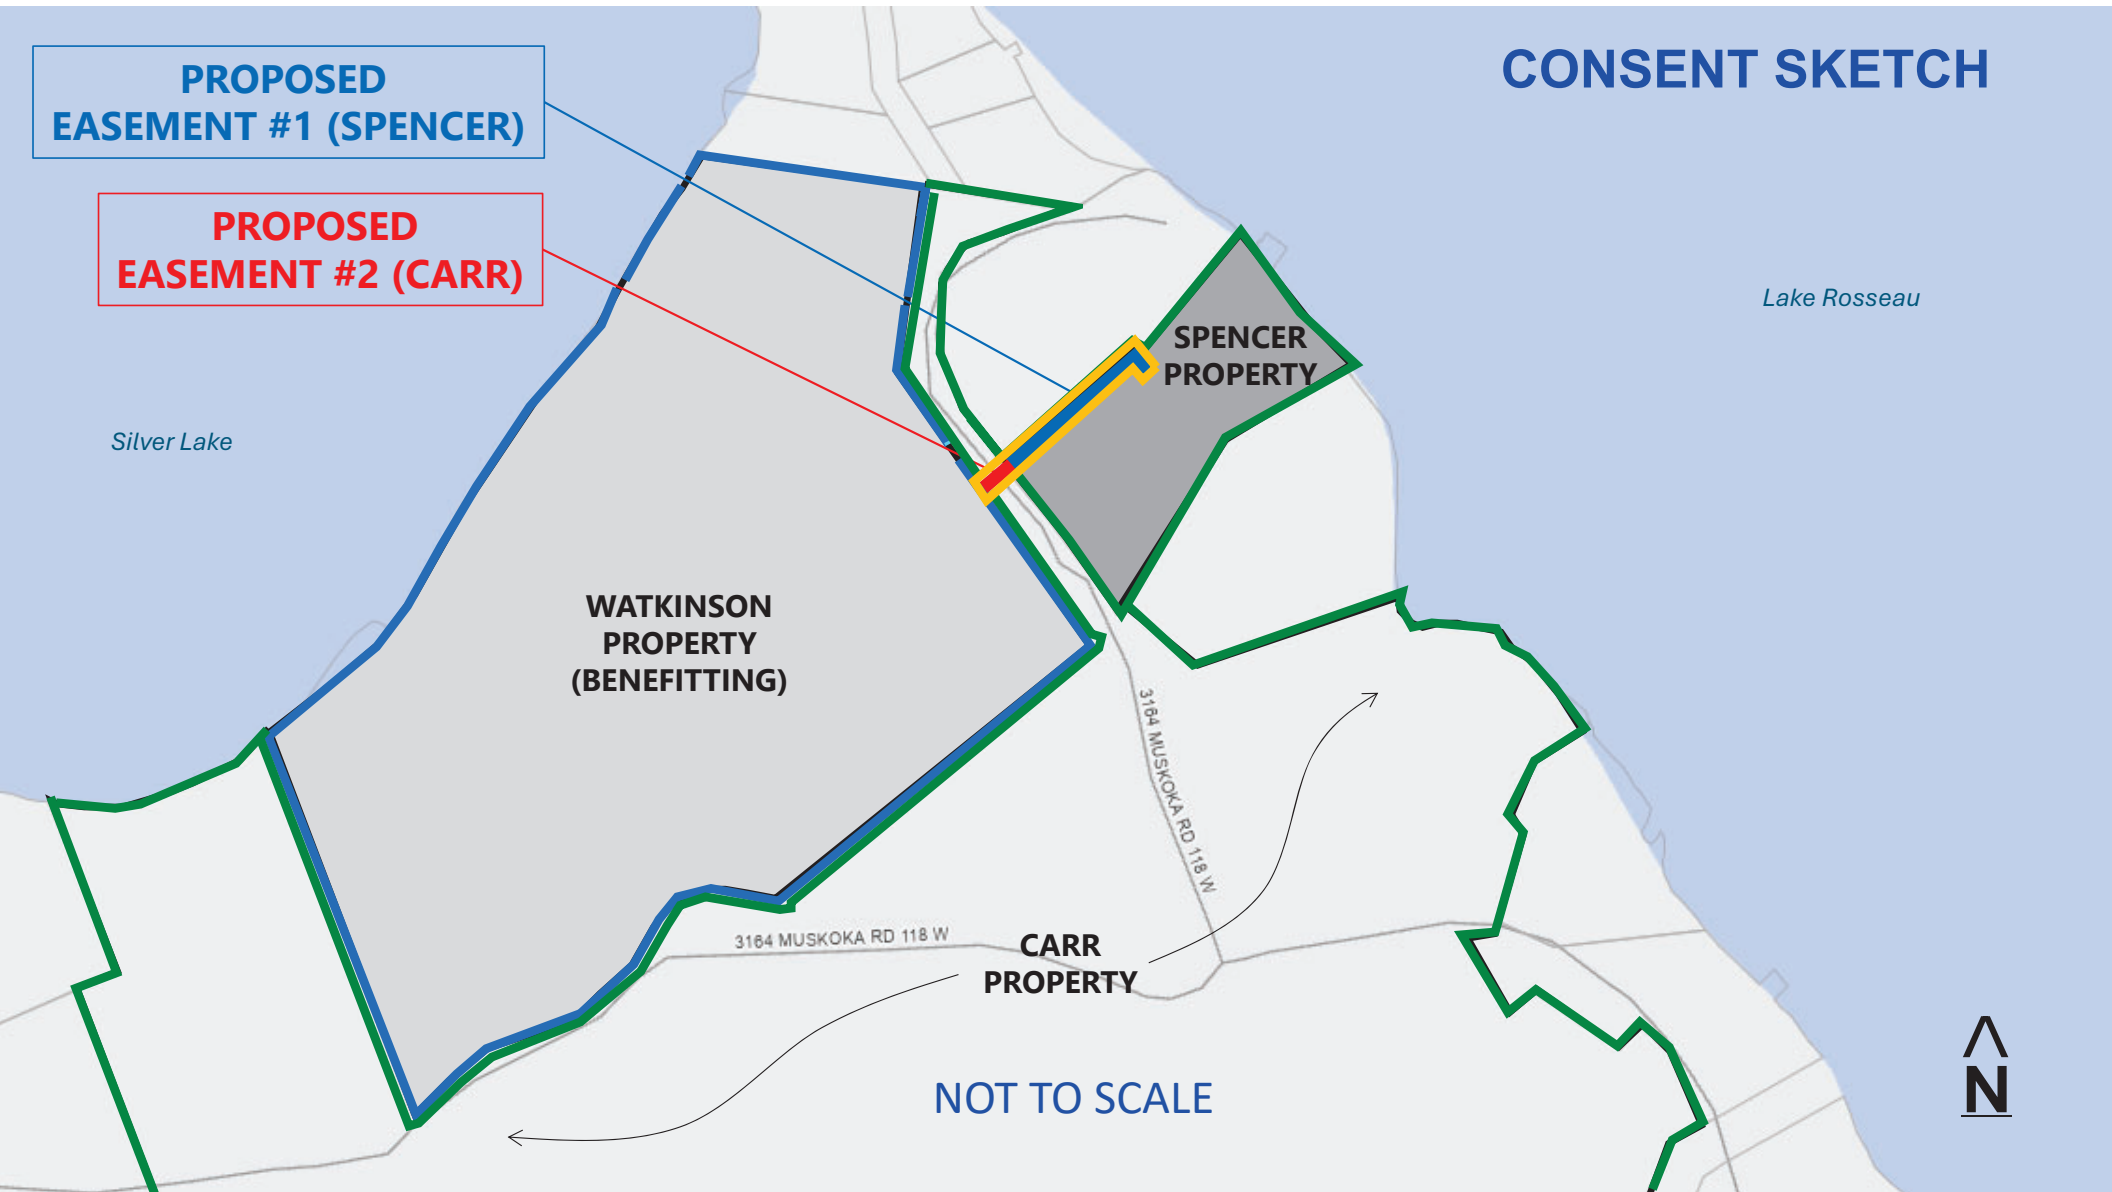 CONSENT SKETCH
PROPOSED
EASEMENT #1 (SPENCER)
PROPOSED
EASEMENT #2 (CARR)
Lake Rosseau
SPENCER
PROPERTY
Silver Lake
WATKINSON
PROPERTY
(BENEFITTING)
3164 MUSKOKA RD 118 W
3164 MUSKOKA RD 118 W
CARR
PROPERTY
NOT TO SCALE
N